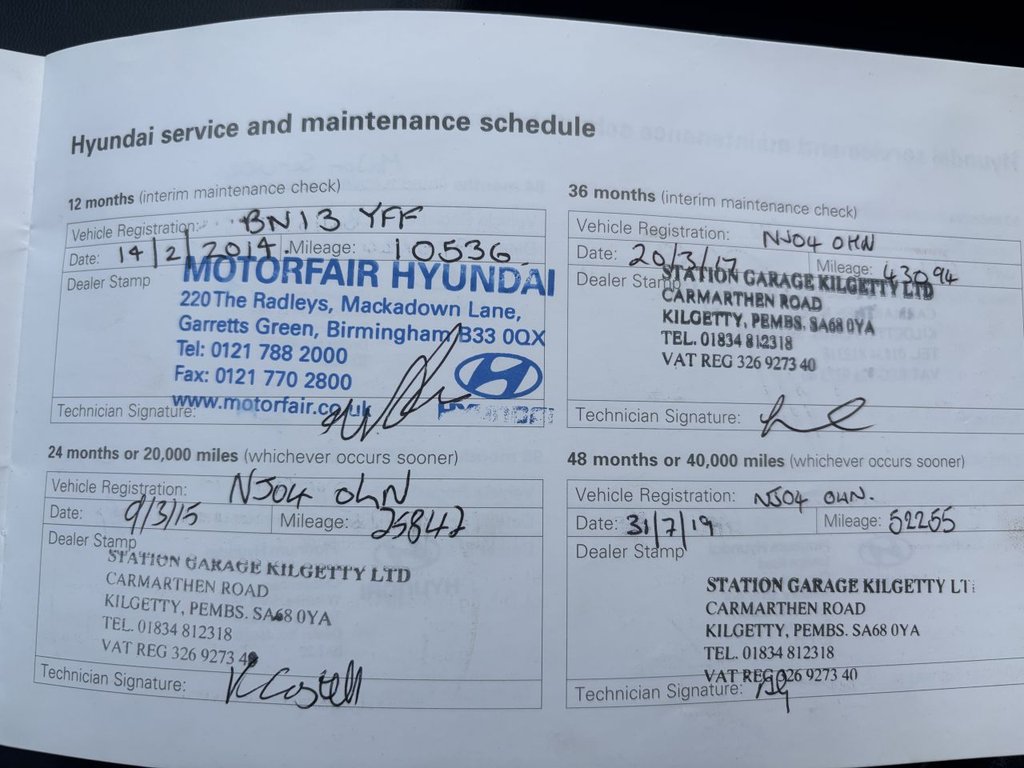 Hyundai service and maintenance schedule
12 months (interim maintenance check)
Vehicle Registration: BN13 YFF
Date: 14/2/2014. Mileage: 10536.
Dealer Stamp
MOTORFAIR HYUNDAI
220 The Radleys, Mackadown Lane,
Garretts Green, Birmingham B33 0QX
Tel: 0121 788 2000
Fax: 0121 770 2800
www.motorfair.co.uk
HYUNDAI
Technician Signature:
24 months or 20,000 miles (whichever occurs sooner)
Vehicle Registration: NJ04 OHN
Date: 9/3/15 Mileage: 25842
Dealer Stamp
STATION GARAGE KILGETTY LTD
CARMARTHEN ROAD
KILGETTY, PEMBS. SA68 0YA
TEL. 01834 812318
VAT REG 326 9273 40
Technician Signature: K Costell
36 months (interim maintenance check)
Vehicle Registration: NJ04 OHN
Date: 20/3/17 Mileage: 43094
Dealer Stamp
STATION GARAGE KILGETTY LTD
CARMARTHEN ROAD
KILGETTY, PEMBS. SA68 0YA
TEL. 01834 812318
VAT REG 326 9273 40
Technician Signature:
48 months or 40,000 miles (whichever occurs sooner)
Vehicle Registration: NJ04 OHN.
Date: 31/7/19 Mileage: 52255
Dealer Stamp
STATION GARAGE KILGETTY LT
CARMARTHEN ROAD
KILGETTY, PEMBS. SA68 0YA
TEL. 01834 812318
VAT REG 326 9273 40
Technician Signature: